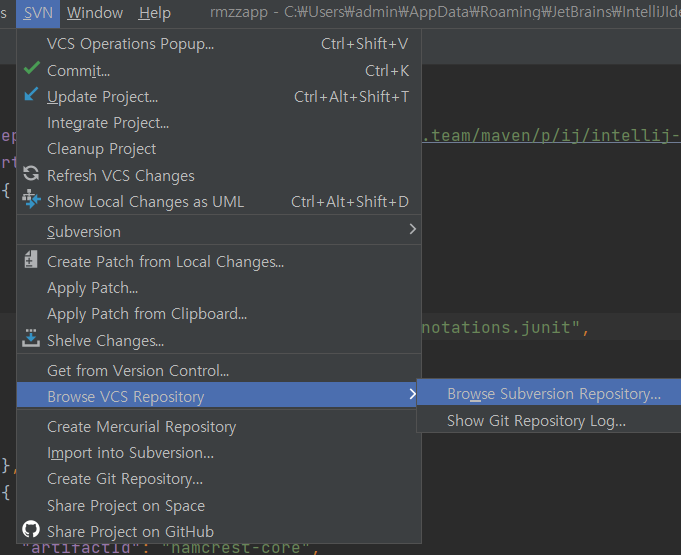 s SVN Window Help rmzzapp - C:₩Users₩admin₩AppData₩Roaming₩JetBrains₩IntelliJIde
VCS Operations Popup... Ctrl+Shift+V
Commit... Ctrl+K
Update Project... Ctrl+Alt+Shift+T
Integrate Project...
ep .team/maven/p/ij/intellij-
Cleanup Project
rt
Refresh VCS Changes
{
Show Local Changes as UML Ctrl+Alt+Shift+D
Subversion
Create Patch from Local Changes...
Apply Patch...
Apply Patch from Clipboard...
notations.junit",
Shelve Changes...
Get from Version Control...
Browse VCS Repository Browse Subversion Repository...
Show Git Repository Log...
Create Mercurial Repository
Import into Subversion...
},
Create Git Repository...
{
Share Project on Space
Share Project on GitHub
"artifactId": "hamcrest-core",